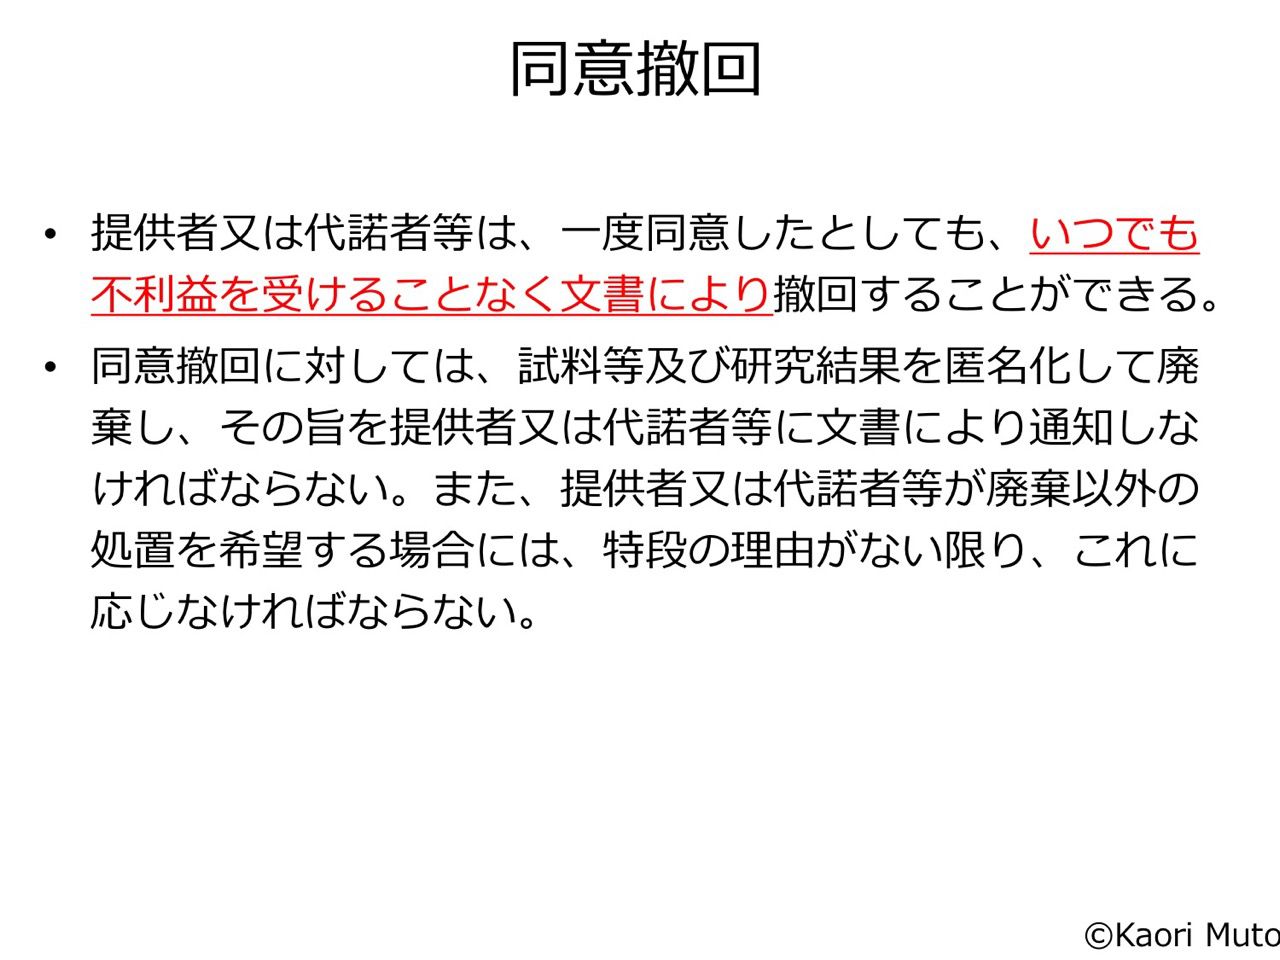 同意撤回
• 提供者又は代諾者等は、一度同意したとしても、いつでも
不利益を受けることなく文書により撤回することができる。
• 同意撤回に対しては、試料等及び研究結果を匿名化して廃
棄し、その旨を提供者又は代諾者等に文書により通知しな
ければならない。また、提供者又は代諾者等が廃棄以外の
処置を希望する場合には、特段の理由がない限り、これに
応じなければならない。
©Kaori Muto